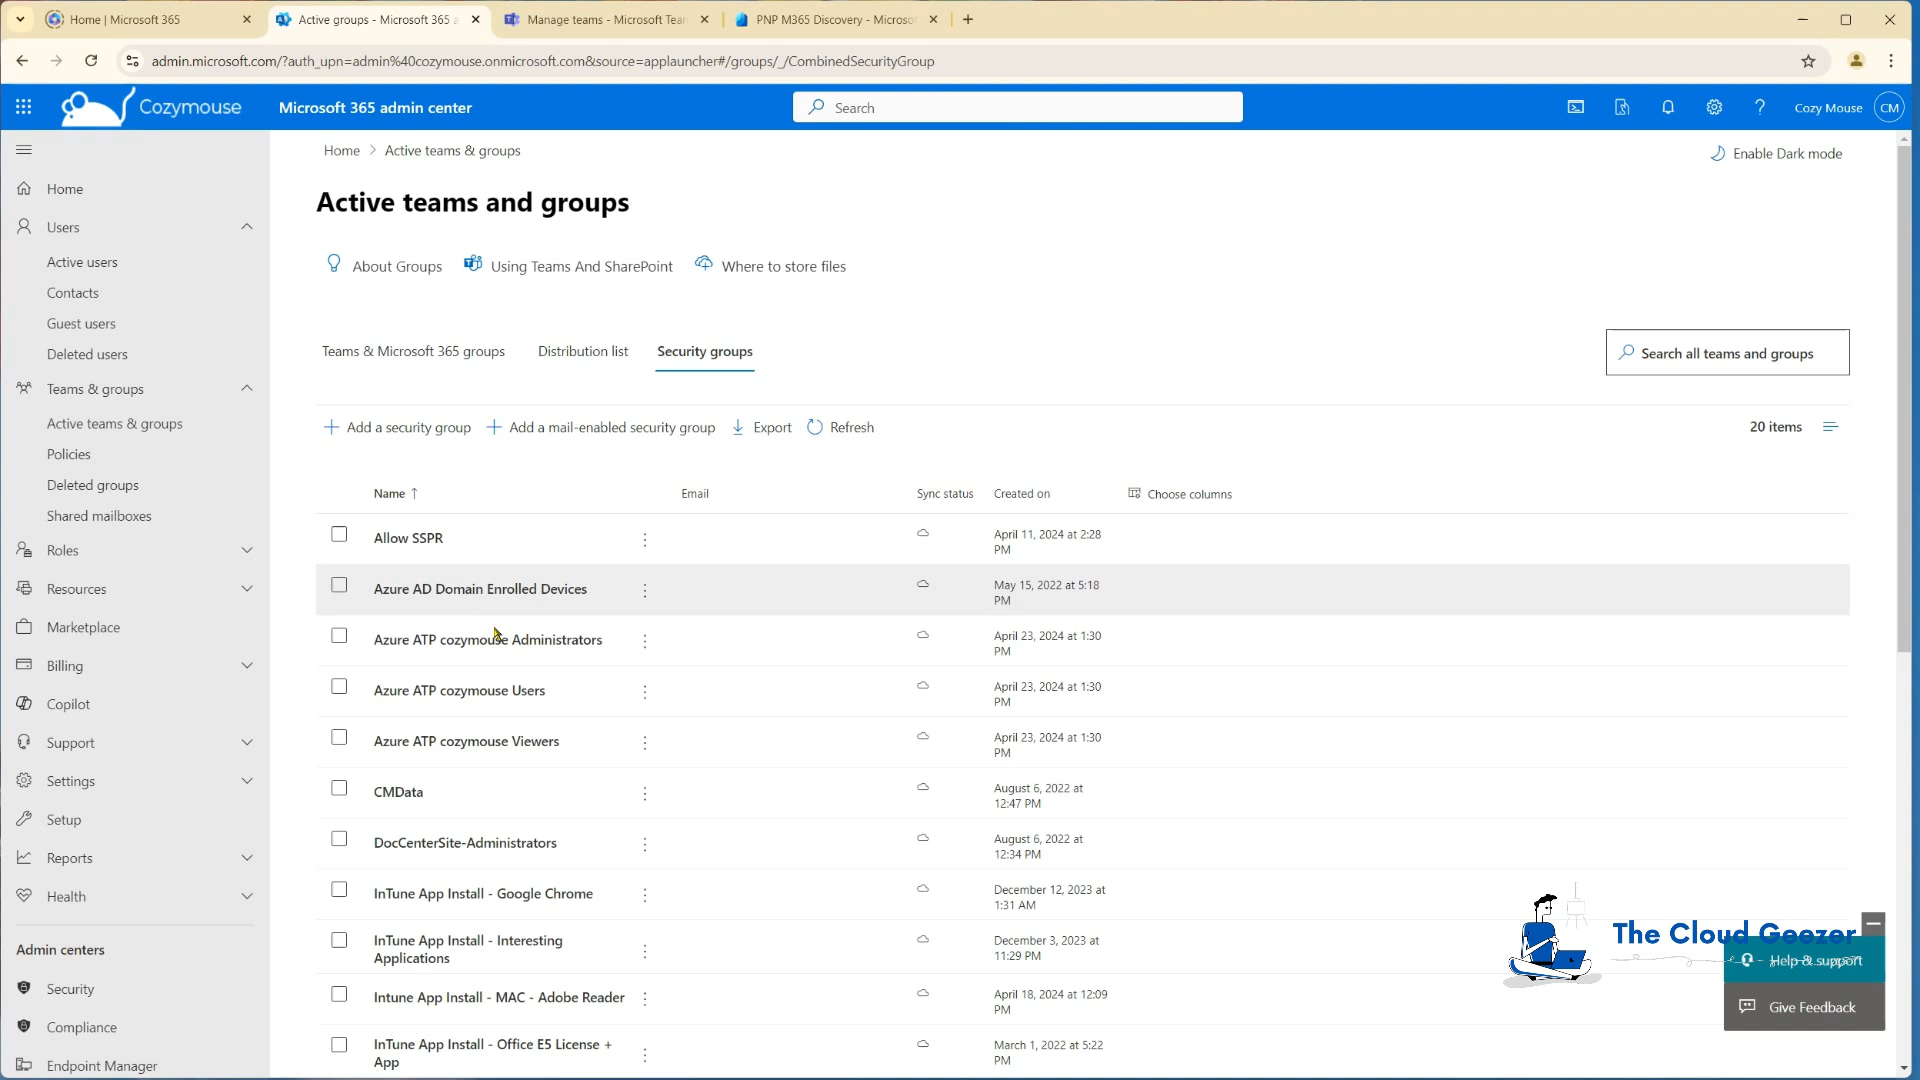 Home | Microsoft 365
Active groups - Microsoft 365 a
Manage teams - Microsoft Tean
PNP M365 Discovery - Microsof
admin.microsoft.com/?auth_upn=admin%40cozymouse.onmicrosoft.com&source=applauncher#/groups/_/CombinedSecurityGroup
Cozymouse
Microsoft 365 admin center
Search
Cozy Mouse
CM
Home
Users
Active users
Contacts
Guest users
Deleted users
Teams & groups
Active teams & groups
Policies
Deleted groups
Shared mailboxes
Roles
Resources
Marketplace
Billing
Copilot
Support
Settings
Setup
Reports
Health
Admin centers
Security
Compliance
Endpoint Manager
Home > Active teams & groups
Enable Dark mode
Active teams and groups
About Groups
Using Teams And SharePoint
Where to store files
Teams & Microsoft 365 groups
Distribution list
Security groups
Search all teams and groups
Add a security group
Add a mail-enabled security group
Export
Refresh
20 items
Name ↑
Email
Sync status
Created on
Choose columns
Allow SSPR
April 11, 2024 at 2:28
PM
Azure AD Domain Enrolled Devices
May 15, 2022 at 5:18
PM
Azure ATP cozymouse Administrators
April 23, 2024 at 1:30
PM
Azure ATP cozymouse Users
April 23, 2024 at 1:30
PM
Azure ATP cozymouse Viewers
April 23, 2024 at 1:30
PM
CMData
August 6, 2022 at
12:47 PM
DocCenterSite-Administrators
August 6, 2022 at
12:34 PM
InTune App Install - Google Chrome
December 12, 2023 at
1:31 AM
InTune App Install - Interesting
Applications
December 3, 2023 at
11:29 PM
Intune App Install - MAC - Adobe Reader
April 18, 2024 at 12:09
PM
InTune App Install - Office E5 License +
App
March 1, 2022 at 5:22
PM
The Cloud Geezer
Help & support
Give Feedback